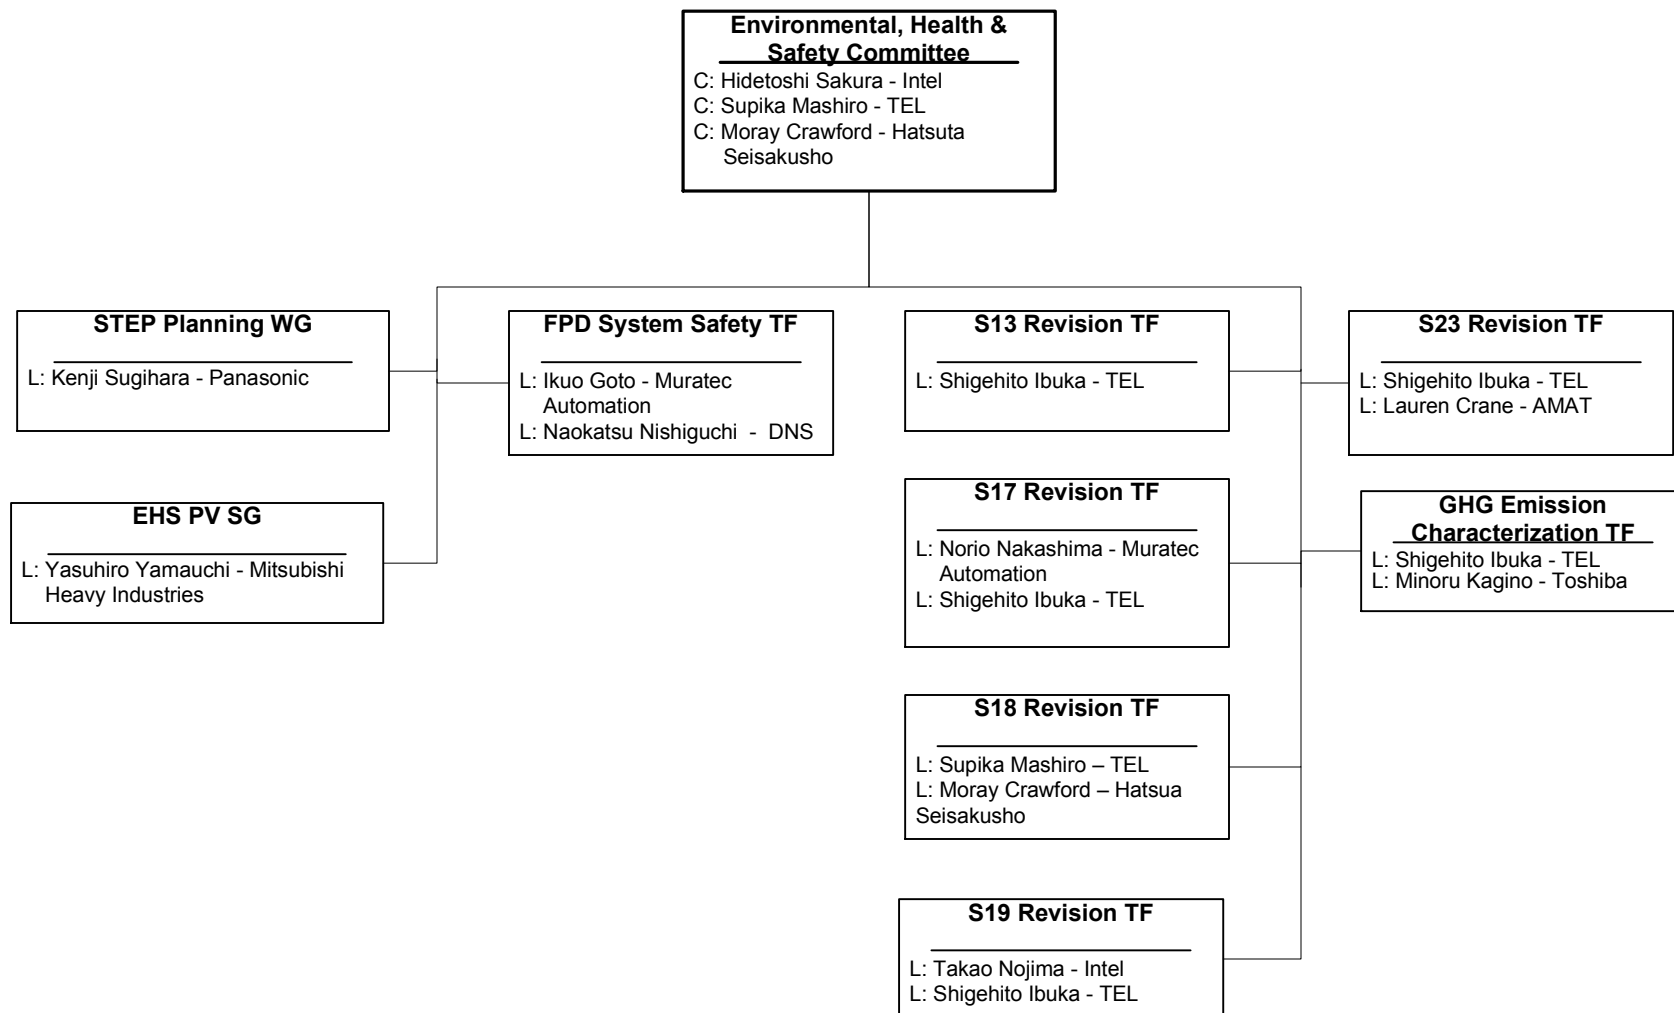 Environmental, Health &
Safety Committee
C: Hidetoshi Sakura - Intel
C: Supika Mashiro - TEL
C: Moray Crawford - Hatsuta
Seisakusho
STEP Planning WG
L: Kenji Sugihara - Panasonic
FPD System Safety TF
L: Ikuo Goto - Muratec
Automation
L: Naokatsu Nishiguchi - DNS
S13 Revision TF
L: Shigehito Ibuka - TEL
S23 Revision TF
L: Shigehito Ibuka - TEL
L: Lauren Crane - AMAT
EHS PV SG
L: Yasuhiro Yamauchi - Mitsubishi
Heavy Industries
S17 Revision TF
L: Norio Nakashima - Muratec
Automation
L: Shigehito Ibuka - TEL
GHG Emission
Characterization TF
L: Shigehito Ibuka - TEL
L: Minoru Kagino - Toshiba
S18 Revision TF
L: Supika Mashiro – TEL
L: Moray Crawford – Hatsua
Seisakusho
S19 Revision TF
L: Takao Nojima - Intel
L: Shigehito Ibuka - TEL